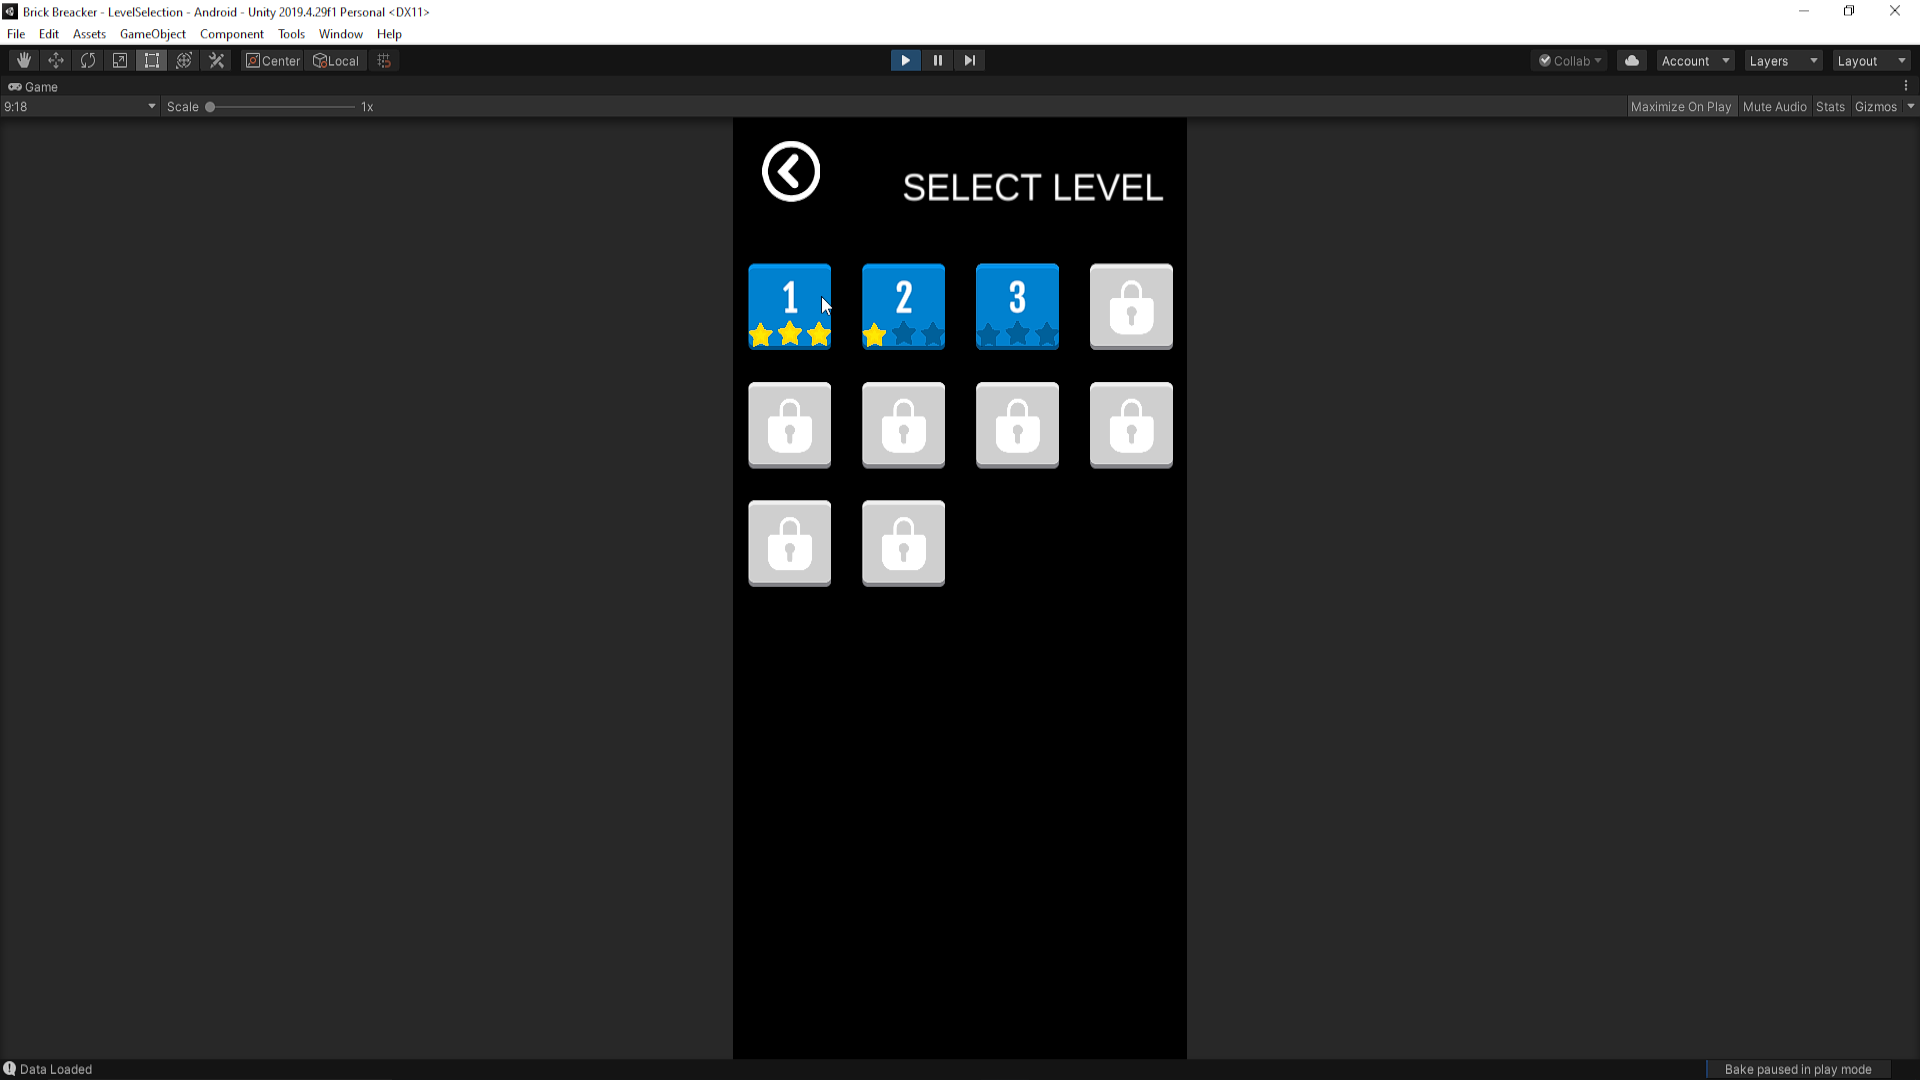 Brick Breacker - LevelSelection - Android - Unity 2019.4.29f1 Personal <DX11>
File Edit Assets GameObject Component Tools Window Help
Center Local Collab Account Layers Layout
Game
9:18 Scale 1x Maximize On Play Mute Audio Stats Gizmos
SELECT LEVEL
1 2 3
Data Loaded Bake paused in play mode